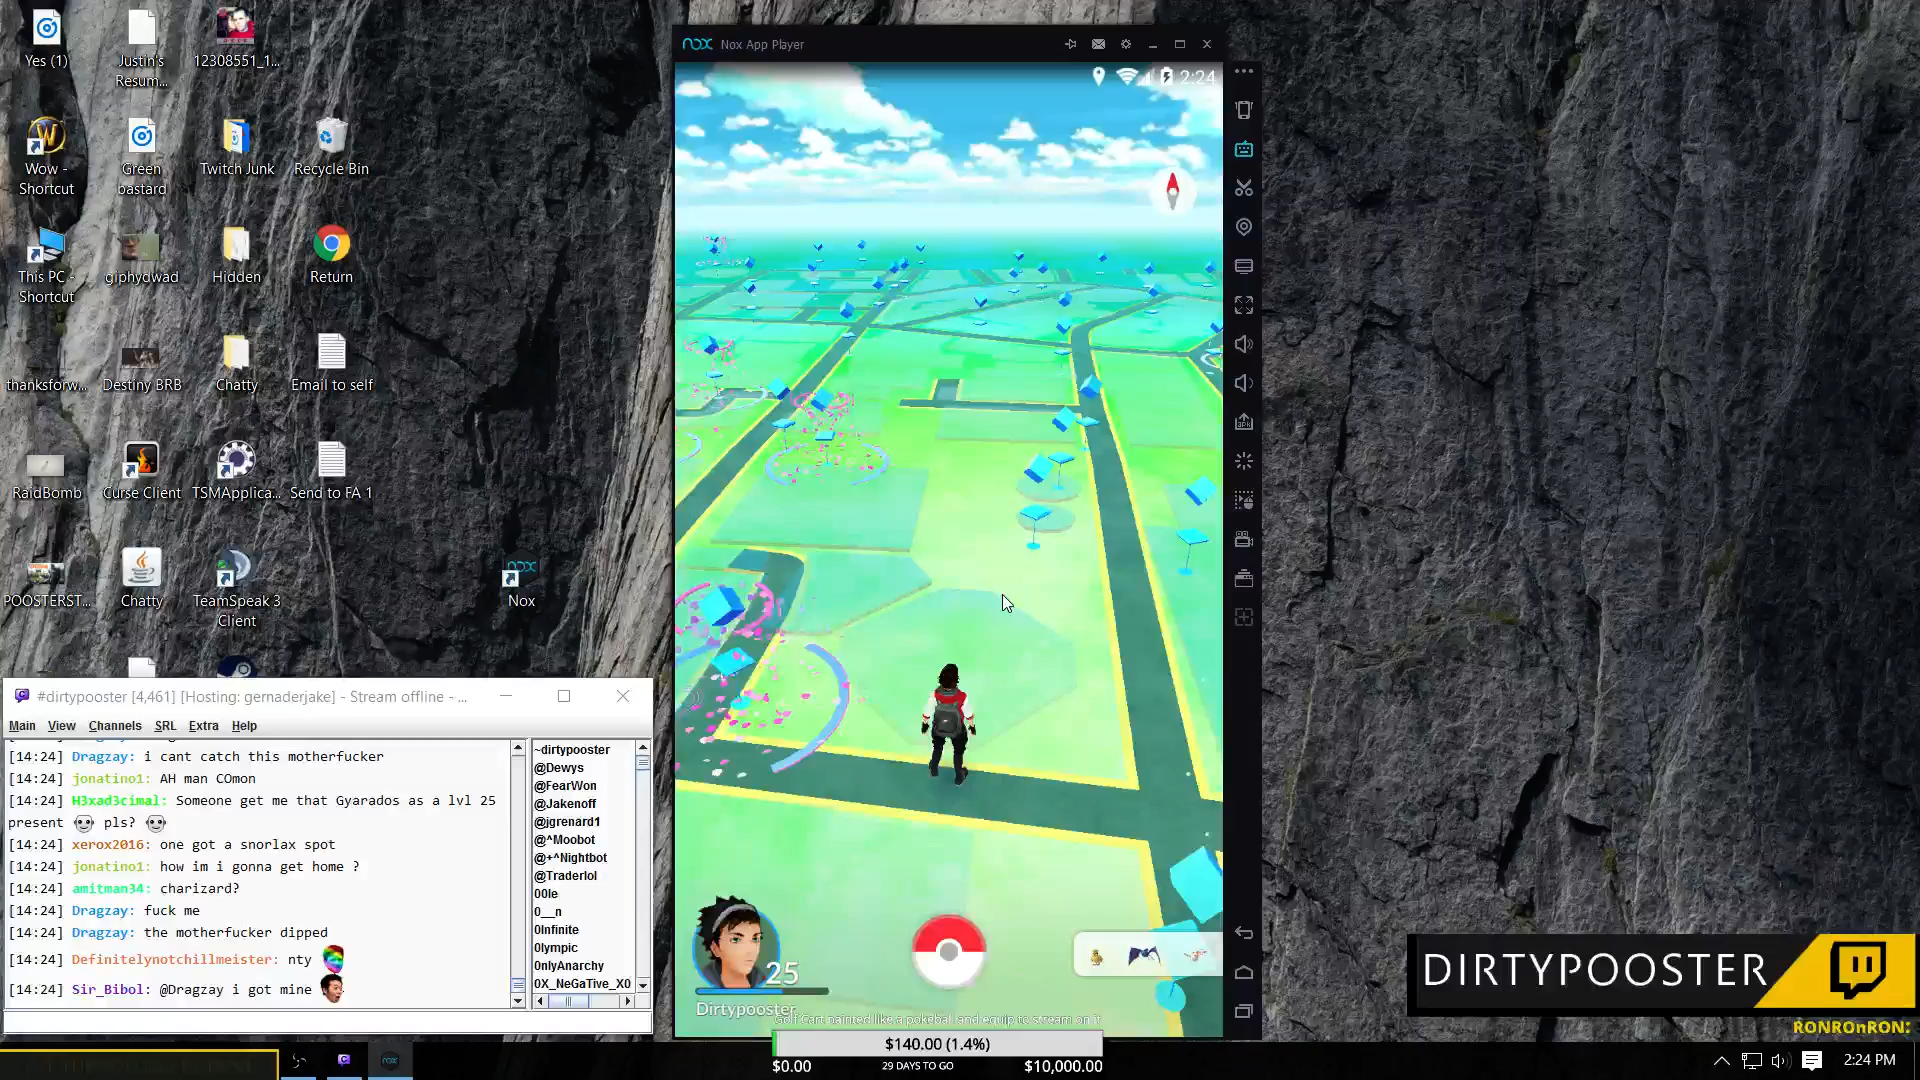 Yes (1)
Justin's
Resum...
12308551_1...
Wow -
Shortcut
Green
bastard
Twitch Junk
Recycle Bin
This PC -
Shortcut
giphydwad
Hidden
Return
thanksforw...
Destiny BRB
Chatty
Email to self
RaidBomb
Curse Client
TSMApplica...
Send to FA 1
POOSTERST...
Chatty
TeamSpeak 3
Client
nox
Nox
nox Nox App Player
2:24
25
Dirtypooster
#dirtypooster [4,461] [Hosting: gernaderjake] - Stream offline - ...
Main View Channels SRL Extra Help
[14:24] Dragzay: i cant catch this motherfucker
[14:24] jonatino1: AH man COmon
[14:24] H3xad3cimal: Someone get me that Gyarados as a lvl 25
present pls?
[14:24] xerox2016: one got a snorlax spot
[14:24] jonatino1: how im i gonna get home ?
[14:24] amitman34: charizard?
[14:24] Dragzay: fuck me
[14:24] Dragzay: the motherfucker dipped
[14:24] Definitelynotchillmeister: nty
[14:24] Sir_Bibol: @Dragzay i got mine
~dirtypooster
@Dewys
@FearWon
@Jakenoff
@jgrenard1
@^Moobot
@+^Nightbot
@Traderlol
00le
0__n
0Infinite
0lympic
0nlyAnarchy
0X_NeGaTive_X0
Golf Cart painted like a pokeball and equip to stream on it
$140.00 (1.4%)
$0.00 29 DAYS TO GO $10,000.00
DIRTYPOOSTER
RONRONRON:
2:24 PM